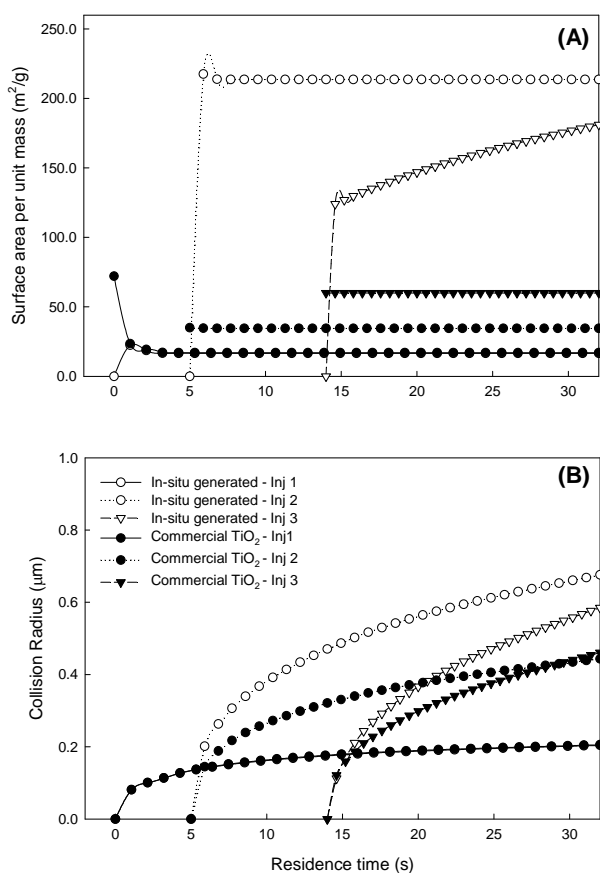 (A)
Surface area per unit mass (m²/g)
250.0
200.0
150.0
100.0
50.0
0.0
0 5 10 15 20 25 30
(B)
Collision Radius (μm)
1.0
0.8
0.6
0.4
0.2
0.0
In-situ generated - Inj 1
In-situ generated - Inj 2
In-situ generated - Inj 3
Commercial TiO₂ - Inj1
Commercial TiO₂ - Inj 2
Commercial TiO₂ - Inj 3
0 5 10 15 20 25 30
Residence time (s)